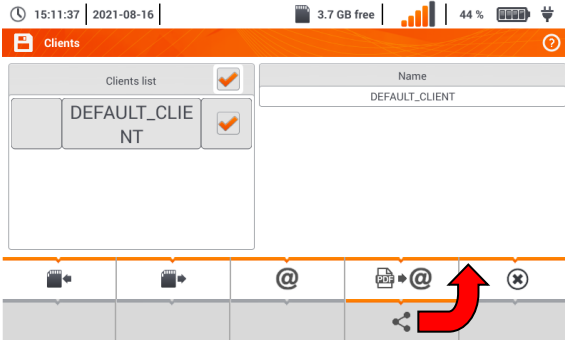 15:11:37 2021-08-16 3.7 GB free 44 %
Clients ?
Clients list
Name
DEFAULT_CLIENT
DEFAULT_CLIE
NT
@ PDF @